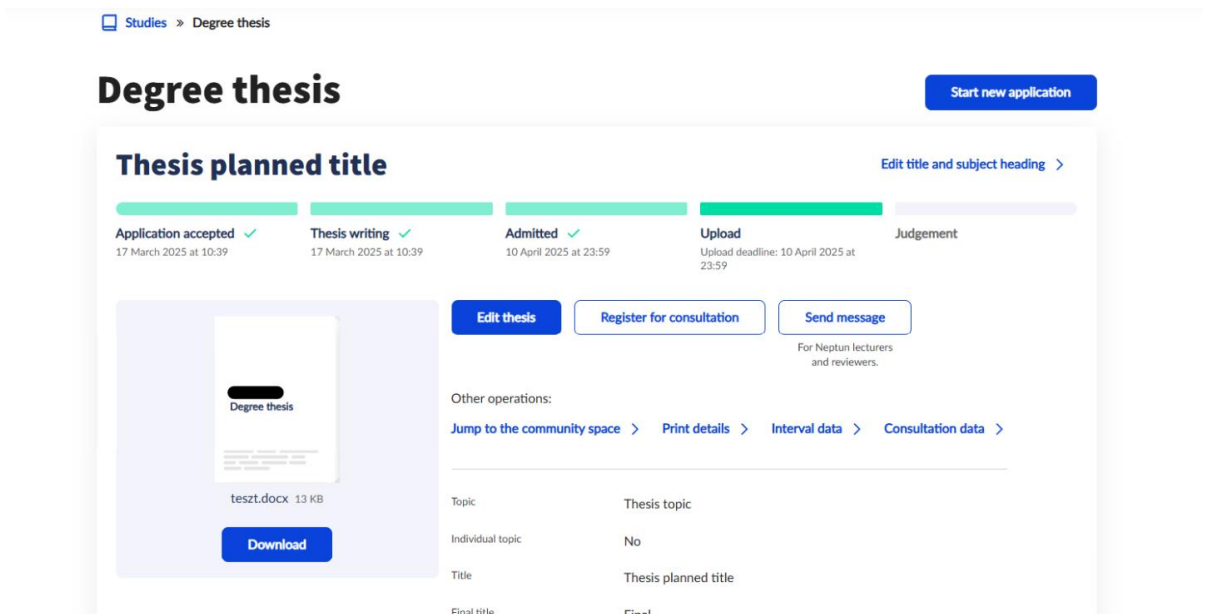 Studies » Degree thesis
Degree thesis
Start new application
Thesis planned title
Edit title and subject heading
Application accepted
17 March 2025 at 10:39
Thesis writing
17 March 2025 at 10:39
Admitted
10 April 2025 at 23:59
Upload
Upload deadline: 10 April 2025 at
23:59
Judgement
Edit thesis
Register for consultation
Send message
For Neptun lecturers
and reviewers.
Degree thesis
teszt.docx 13 KB
Download
Other operations:
Jump to the community space
Print details
Interval data
Consultation data
Topic Thesis topic
Individual topic No
Title Thesis planned title
Final title Final